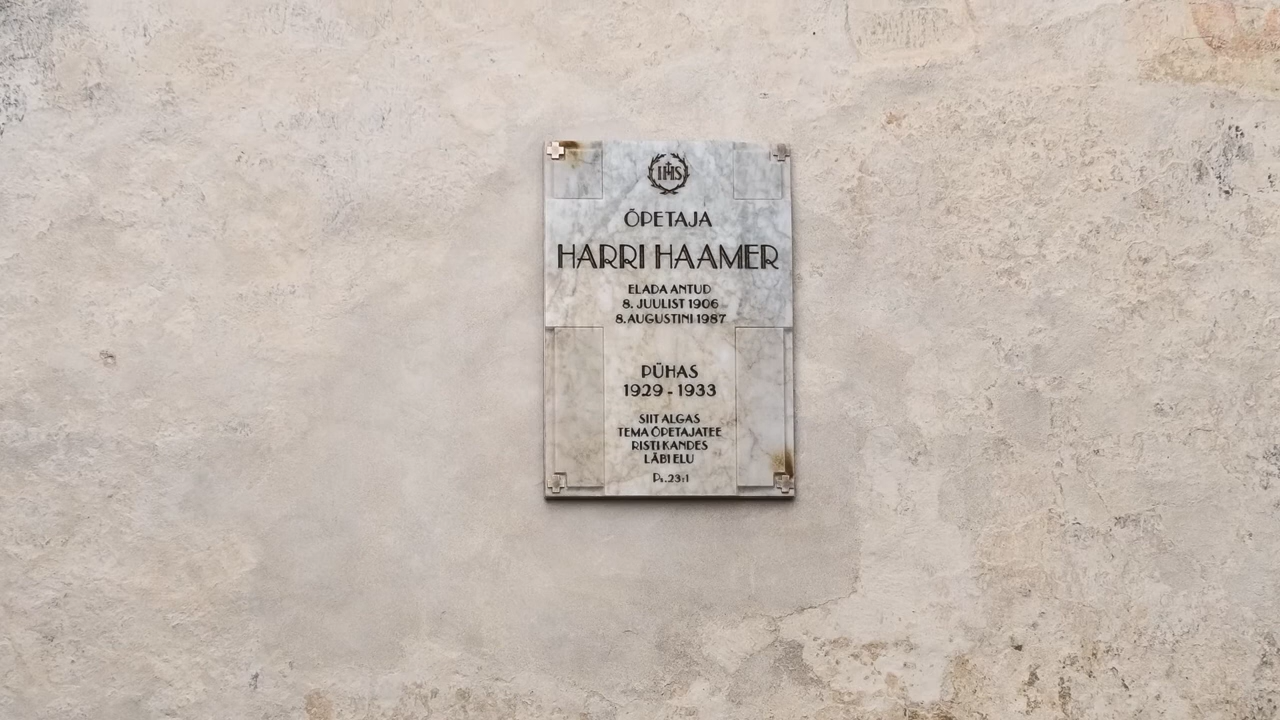 IHS
ÕPETAJA
HARRI HAAMER
ELADA ANTUD
8. JUULIST 1906
8. AUGUSTINI 1987
PÜHAS
1929 - 1933
SIIT ALGAS
TEMA ÕPETAJATEE
RISTI KANDES
LÄBI ELU
Ps. 23:1